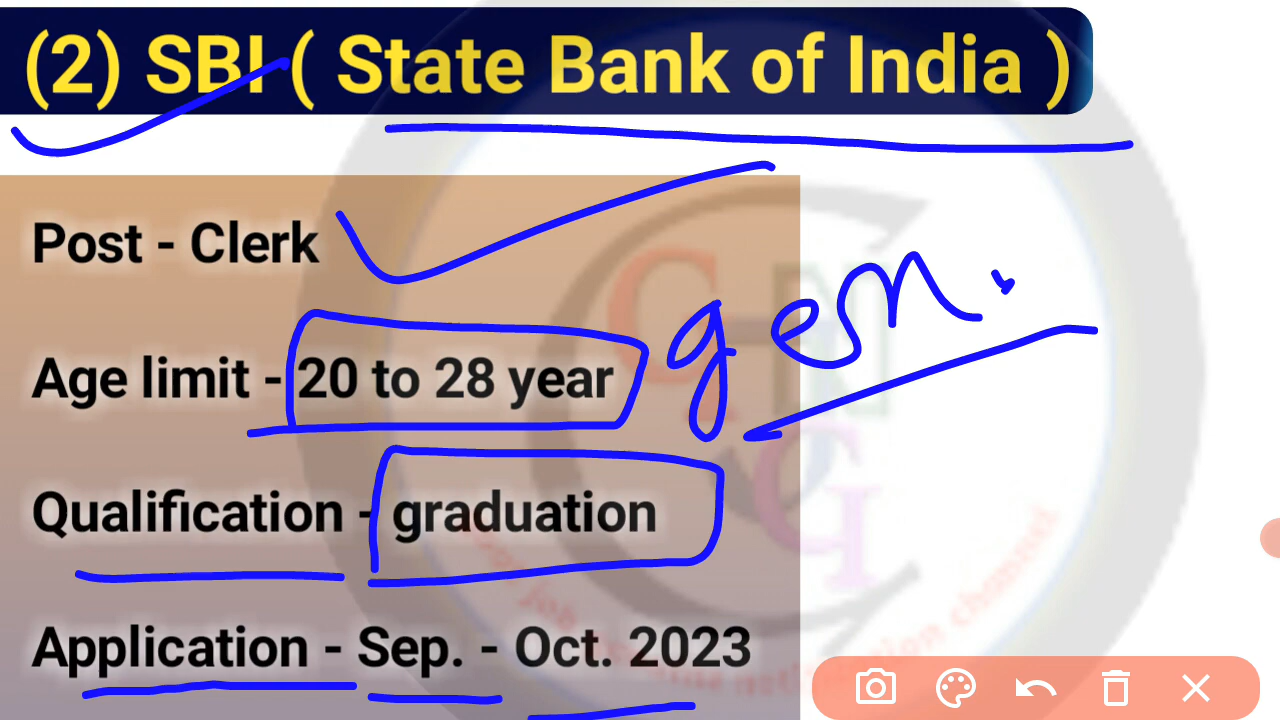 (2) SBI ( State Bank of India )
Post - Clerk
Age limit - 20 to 28 year
gen.
Qualification - graduation
Application - Sep. - Oct. 2023